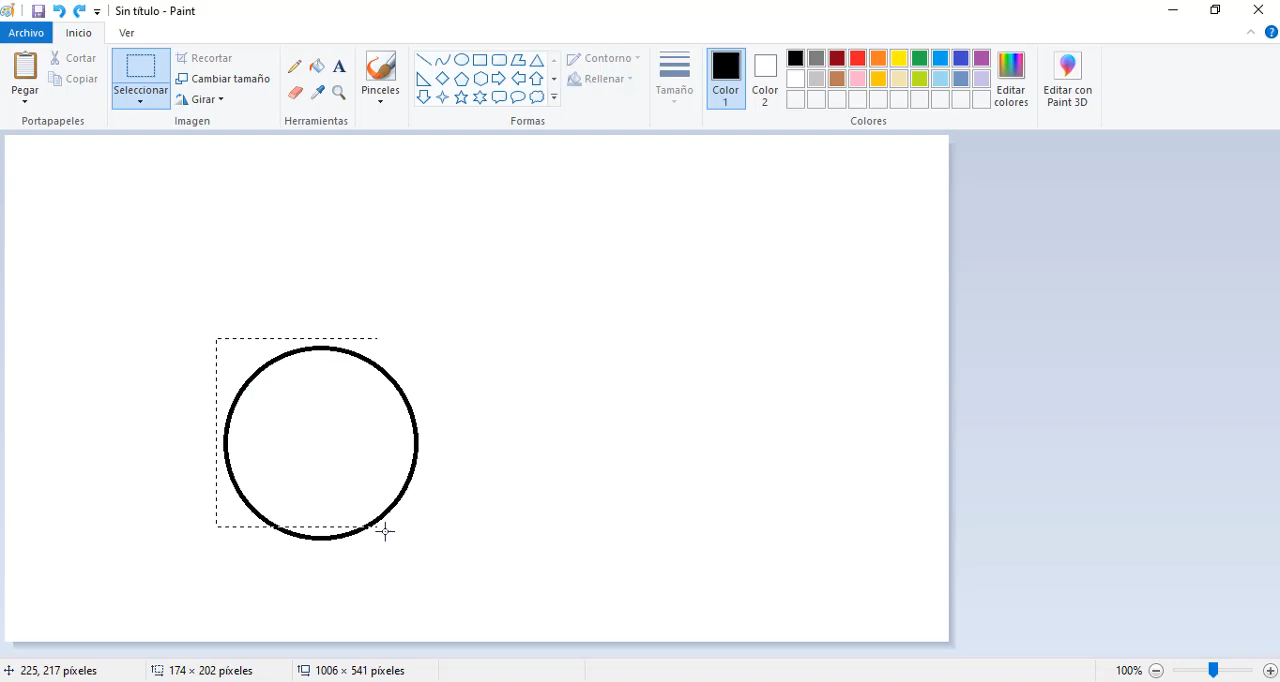 Sin título - Paint
Archivo Inicio Ver
Pegar
Cortar
Copiar
Portapapeles
Seleccionar
Recortar
Cambiar tamaño
Girar
Imagen
A
Herramientas
Pinceles
Contorno
Rellenar
Formas
Tamaño
Color 1
Color 2
Editar colores
Colores
Editar con Paint 3D
225, 217 píxeles 174 × 202 píxeles 1006 × 541 píxeles 100%